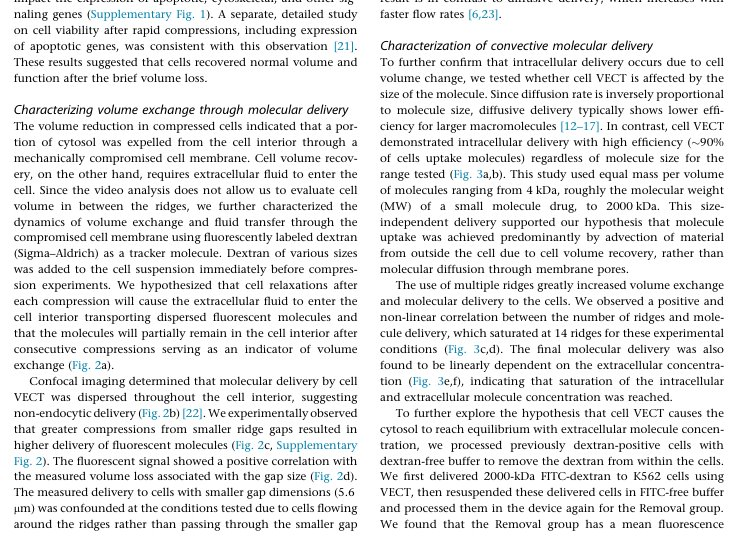 impact the expression of apoptotic, cytoskeletal, and other sig-
naling genes (Supplementary Fig. 1). A separate, detailed study
on cell viability after rapid compressions, including expression
of apoptotic genes, was consistent with this observation [21].
These results suggested that cells recovered normal volume and
function after the brief volume loss.
Characterizing volume exchange through molecular delivery
The volume reduction in compressed cells indicated that a por-
tion of cytosol was expelled from the cell interior through a
mechanically compromised cell membrane. Cell volume recov-
ery, on the other hand, requires extracellular fluid to enter the
cell. Since the video analysis does not allow us to evaluate cell
volume in between the ridges, we further characterized the
dynamics of volume exchange and fluid transfer through the
compromised cell membrane using fluorescently labeled dextran
(Sigma–Aldrich) as a tracker molecule. Dextran of various sizes
was added to the cell suspension immediately before compres-
sion experiments. We hypothesized that cell relaxations after
each compression will cause the extracellular fluid to enter the
cell interior transporting dispersed fluorescent molecules and
that the molecules will partially remain in the cell interior after
consecutive compressions serving as an indicator of volume
exchange (Fig. 2a).
Confocal imaging determined that molecular delivery by cell
VECT was dispersed throughout the cell interior, suggesting
non-endocytic delivery (Fig. 2b) [22]. We experimentally observed
that greater compressions from smaller ridge gaps resulted in
higher delivery of fluorescent molecules (Fig. 2c, Supplementary
Fig. 2). The fluorescent signal showed a positive correlation with
the measured volume loss associated with the gap size (Fig. 2d).
The measured delivery to cells with smaller gap dimensions (5.6
μm) was confounded at the conditions tested due to cells flowing
around the ridges rather than passing through the smaller gap
result is in contrast to diffusive delivery, which increases with
faster flow rates [6,23].
Characterization of convective molecular delivery
To further confirm that intracellular delivery occurs due to cell
volume change, we tested whether cell VECT is affected by the
size of the molecule. Since diffusion rate is inversely proportional
to molecule size, diffusive delivery typically shows lower effi-
ciency for larger macromolecules [12–17]. In contrast, cell VECT
demonstrated intracellular delivery with high efficiency (∼90%
of cells uptake molecules) regardless of molecule size for the
range tested (Fig. 3a,b). This study used equal mass per volume
of molecules ranging from 4 kDa, roughly the molecular weight
(MW) of a small molecule drug, to 2000 kDa. This size-
independent delivery supported our hypothesis that molecule
uptake was achieved predominantly by advection of material
from outside the cell due to cell volume recovery, rather than
molecular diffusion through membrane pores.
The use of multiple ridges greatly increased volume exchange
and molecular delivery to the cells. We observed a positive and
non-linear correlation between the number of ridges and mole-
cule delivery, which saturated at 14 ridges for these experimental
conditions (Fig. 3c,d). The final molecular delivery was also
found to be linearly dependent on the extracellular concentra-
tion (Fig. 3e,f), indicating that saturation of the intracellular
and extracellular molecule concentration was reached.
To further explore the hypothesis that cell VECT causes the
cytosol to reach equilibrium with extracellular molecule concen-
tration, we processed previously dextran-positive cells with
dextran-free buffer to remove the dextran from within the cells.
We first delivered 2000-kDa FITC-dextran to K562 cells using
VECT, then resuspended these delivered cells in FITC-free buffer
and processed them in the device again for the Removal group.
We found that the Removal group has a mean fluorescence